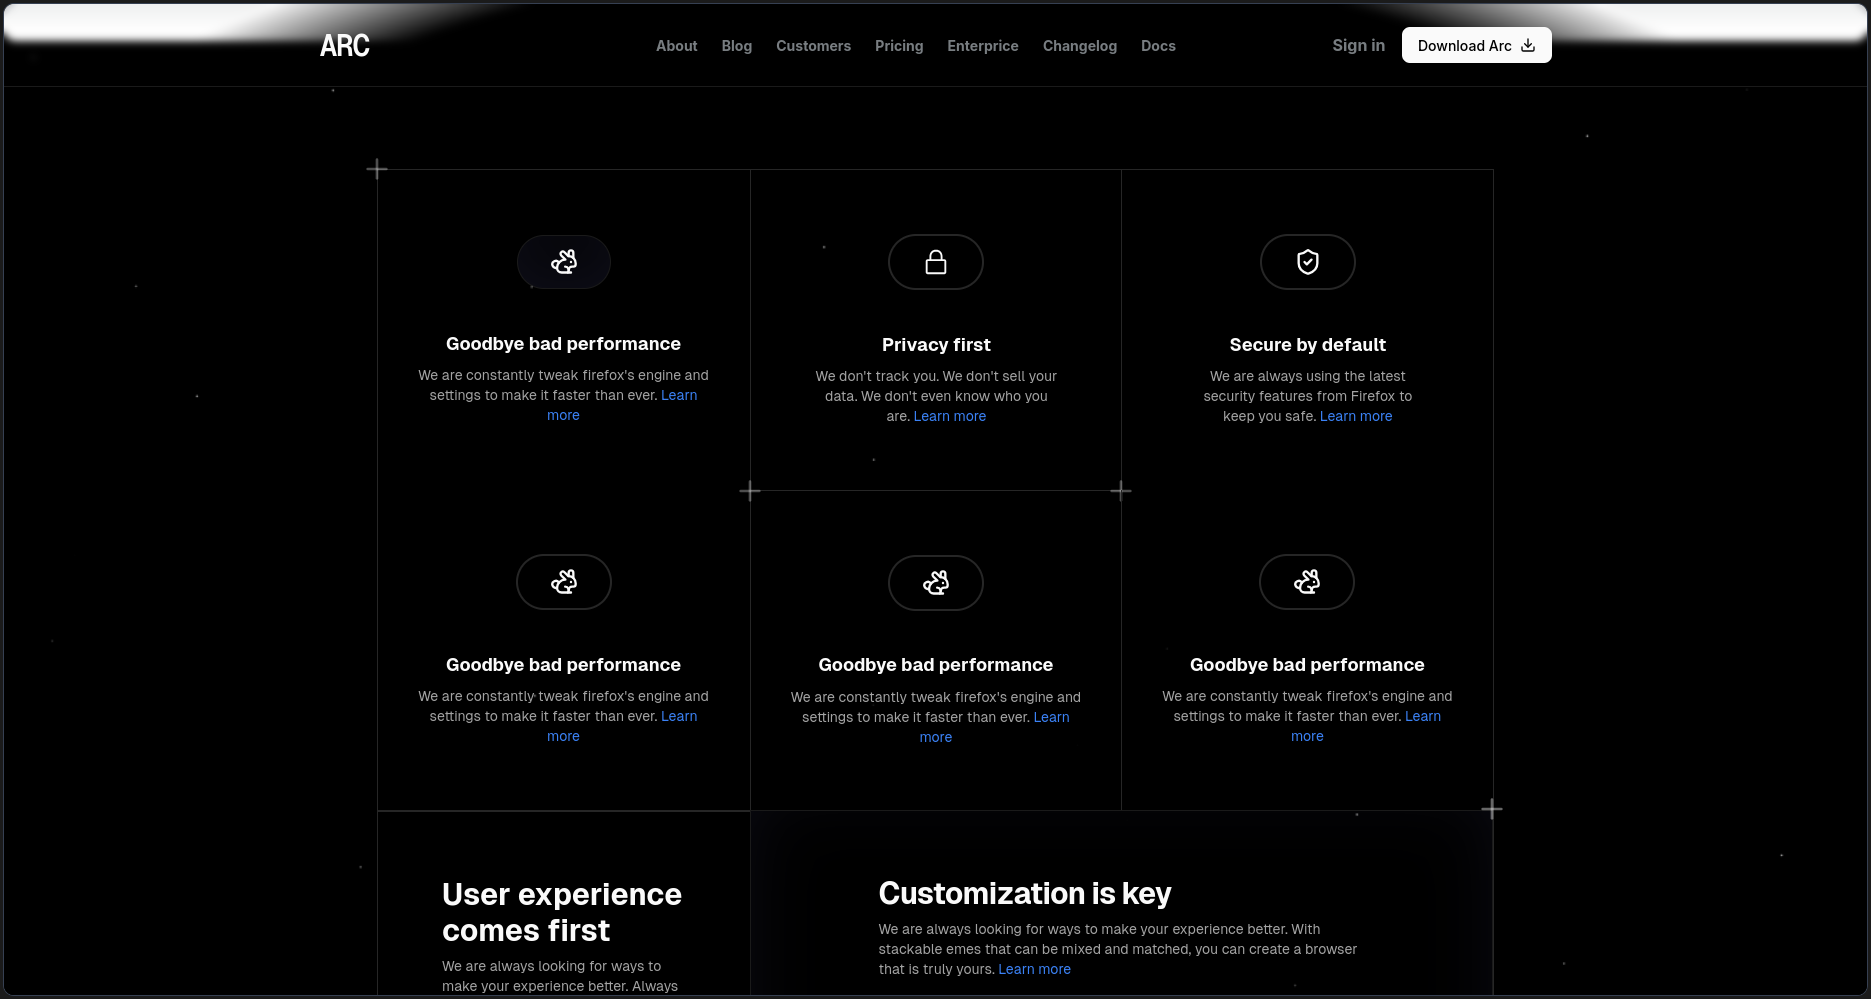 ARC
About
Blog
Customers
Pricing
Enterprice
Changelog
Docs
Sign in
Download Arc
Goodbye bad performance
We are constantly tweak firefox's engine and
settings to make it faster than ever. Learn
more
Privacy first
We don't track you. We don't sell your
data. We don't even know who you
are. Learn more
Secure by default
We are always using the latest
security features from Firefox to
keep you safe. Learn more
Goodbye bad performance
We are constantly tweak firefox's engine and
settings to make it faster than ever. Learn
more
Goodbye bad performance
We are constantly tweak firefox's engine and
settings to make it faster than ever. Learn
more
Goodbye bad performance
We are constantly tweak firefox's engine and
settings to make it faster than ever. Learn
more
User experience
comes first
We are always looking for ways to
make your experience better. Always
Customization is key
We are always looking for ways to make your experience better. With
stackable emes that can be mixed and matched, you can create a browser
that is truly yours. Learn more